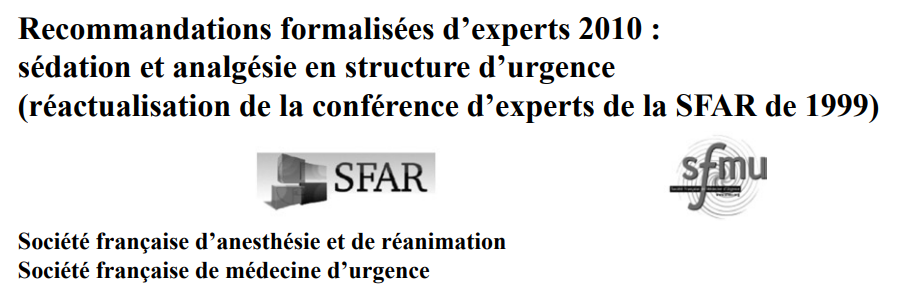 Recommandations formalisées d’experts 2010 :
sédation et analgésie en structure d’urgence
(réactualisation de la conférence d’experts de la SFAR de 1999)
SFAR
sfmu
Société française d’anesthésie et de réanimation
Société française de médecine d’urgence